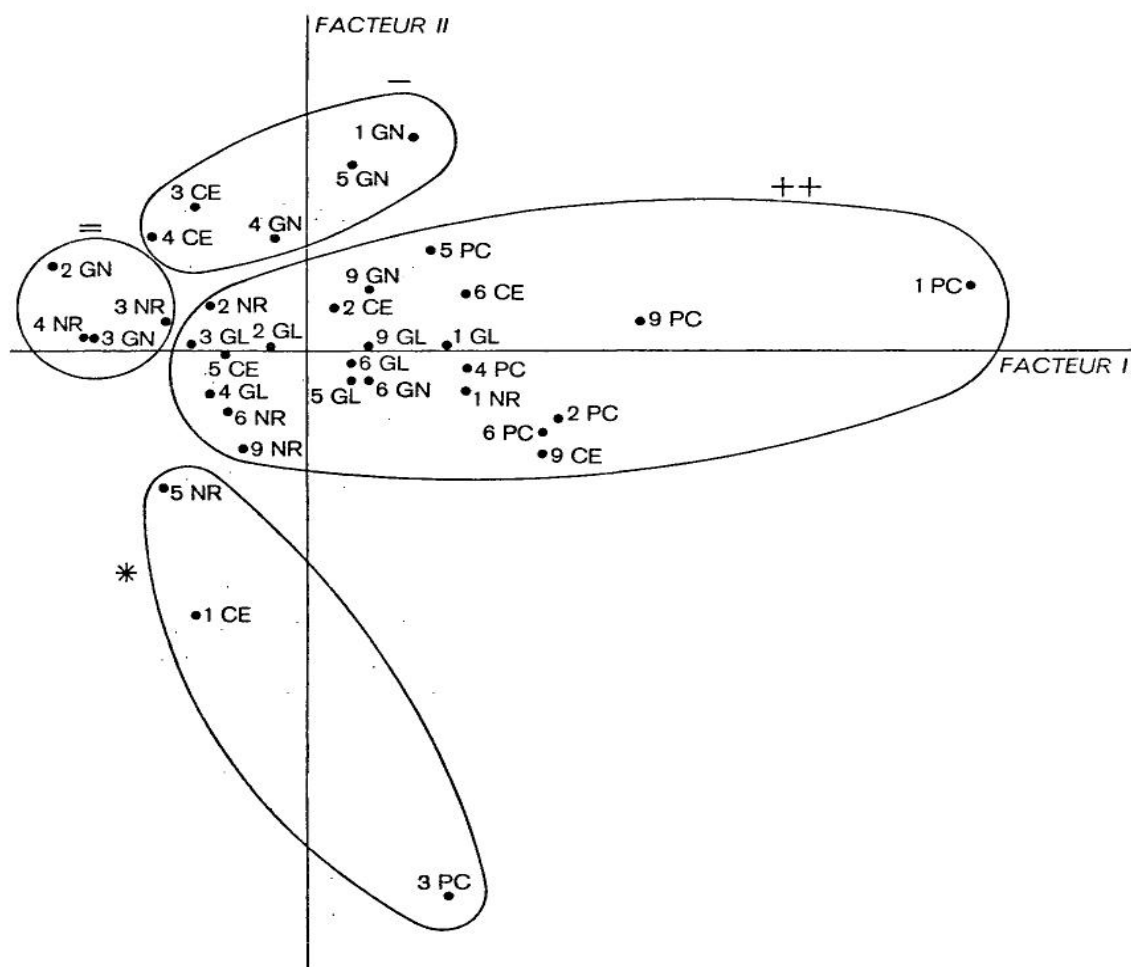 FACTEUR II
—
1 GN
5 GN
++
3 CE
4 GN
=
4 CE
5 PC
2 GN
9 GN
6 CE
1 PC
3 NR
2 NR
2 CE
9 PC
4 NR
3 GN
3 GL
2 GL
9 GL
1 GL
5 CE
6 GL
4 PC
FACTEUR I
4 GL
5 GL
6 GN
1 NR
6 NR
2 PC
6 PC
9 NR
9 CE
5 NR
*
1 CE
3 PC